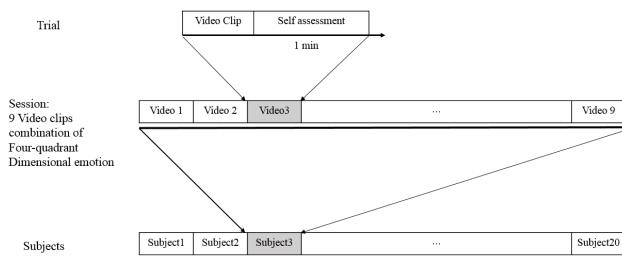 Trial
Video Clip
Self assessment
1 min
Session:
9 Video clips
combination of
Four-quadrant
Dimensional emotion
Video 1
Video 2
Video3
...
Video 9
Subjects
Subject1
Subject2
Subject3
...
Subject20